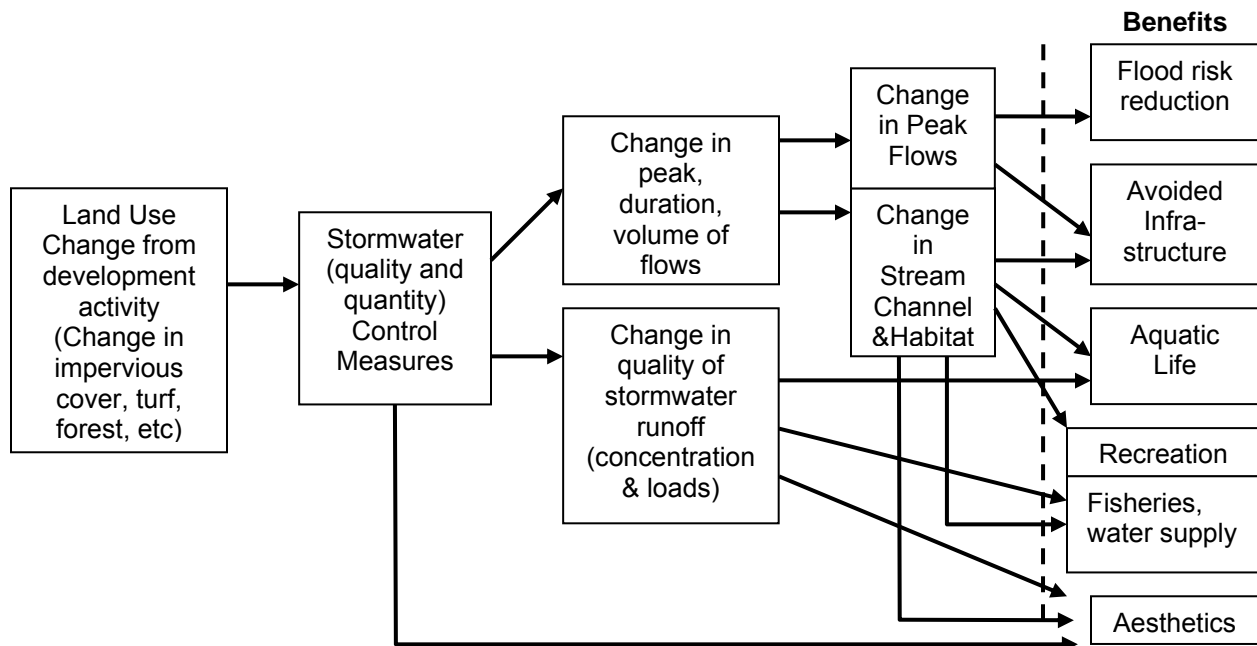 Land Use
Change from
development
activity
(Change in
impervious
cover, turf,
forest, etc)
Stormwater
(quality and
quantity)
Control
Measures
Change in
peak,
duration,
volume of
flows
Change in
quality of
stormwater
runoff
(concentration
& loads)
Change
in Peak
Flows
Change
in
Stream
Channel
&Habitat
Benefits
Flood risk
reduction
Avoided
Infra-
structure
Aquatic
Life
Recreation
Fisheries,
water supply
Aesthetics